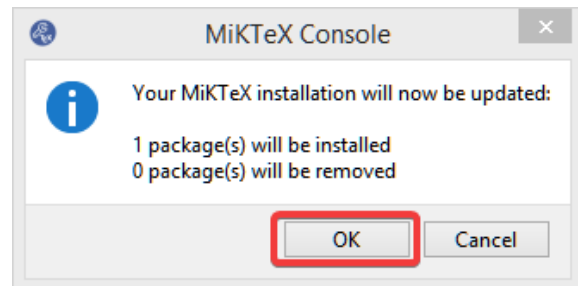 MiKTeX Console
Your MiKTeX installation will now be updated:
1 package(s) will be installed
0 package(s) will be removed
OK
Cancel